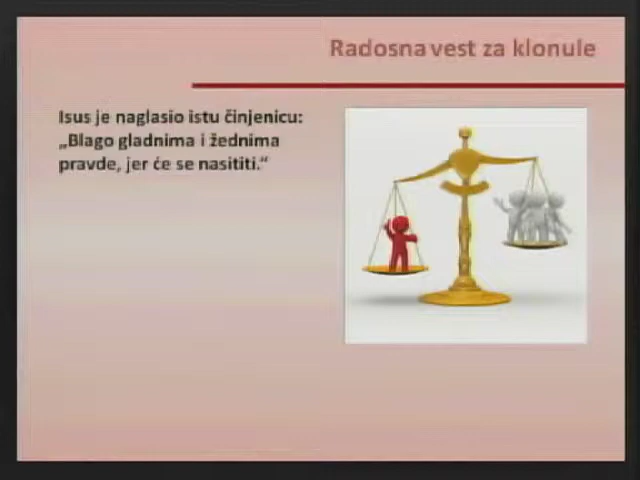 Radosna vest za klonule
Isus je naglasio istu činjenicu:
„Blago gladnima i žednima
pravde, jer će se nasititi.“